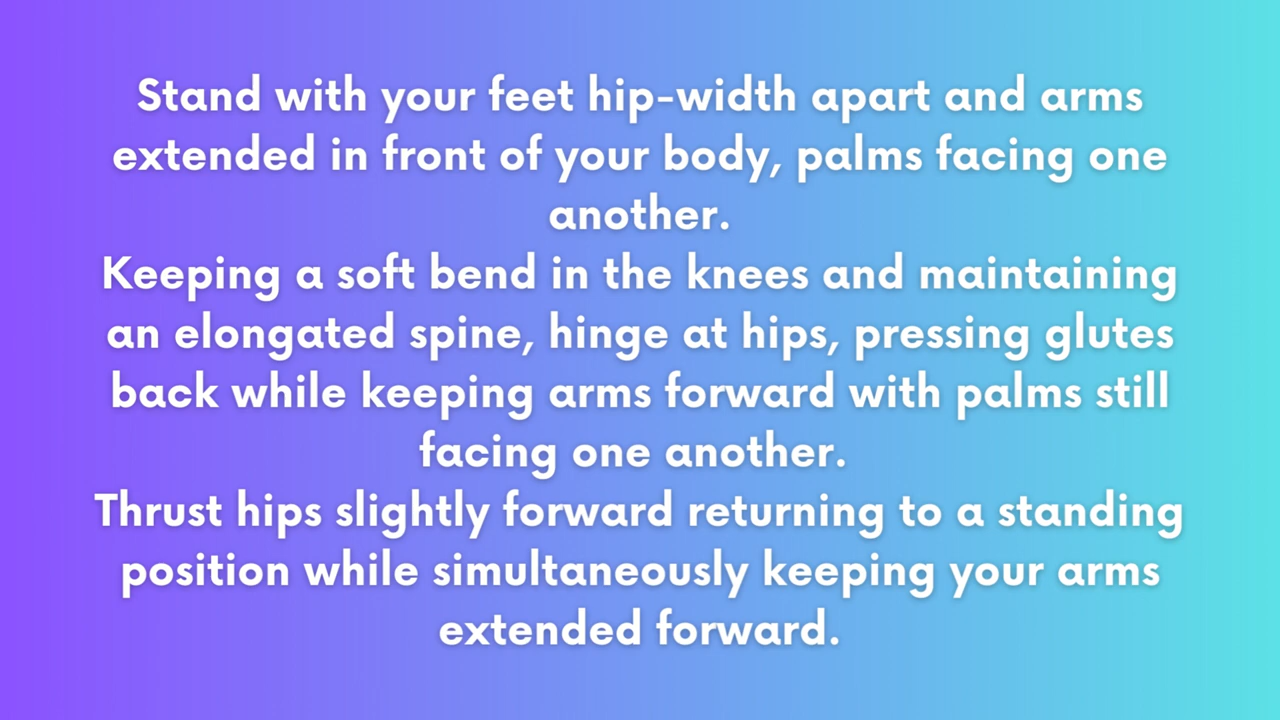 Stand with your feet hip-width apart and arms
extended in front of your body, palms facing one
another.
Keeping a soft bend in the knees and maintaining
an elongated spine, hinge at hips, pressing glutes
back while keeping arms forward with palms still
facing one another.
Thrust hips slightly forward returning to a standing
position while simultaneously keeping your arms
extended forward.